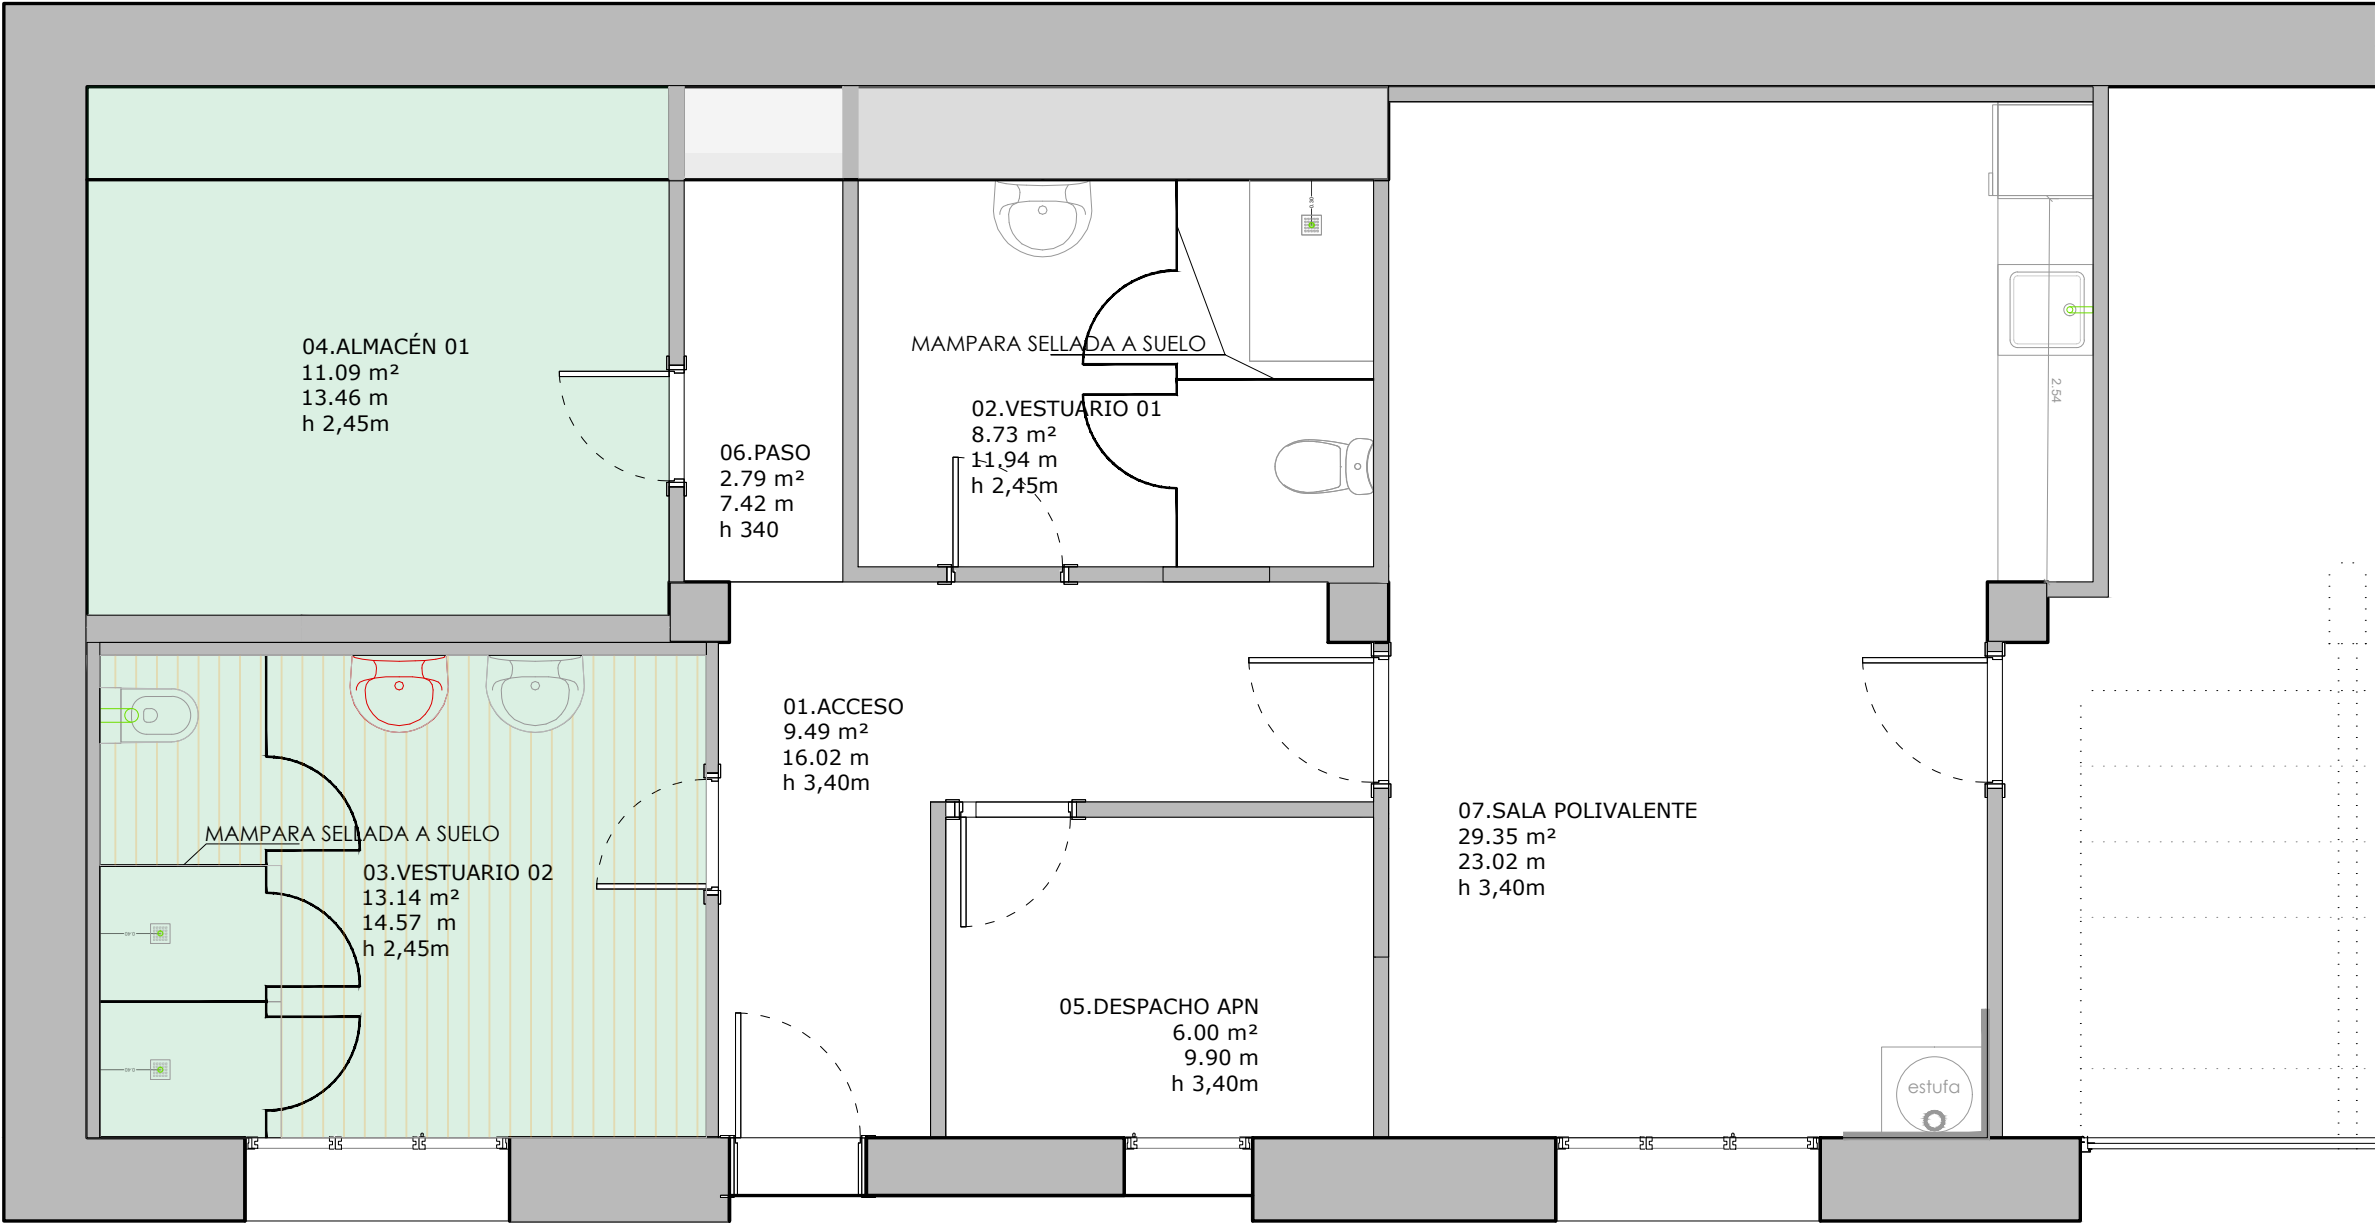 04.ALMACÉN 01
11.09 m²
13.46 m
h 2,45m
06.PASO
2.79 m²
7.42 m
h 340
MAMPARA SELLADA A SUELO
02.VESTUARIO 01
8.73 m²
11.94 m
h 2,45m
2.54
01.ACCESO
9.49 m²
16.02 m
h 3,40m
MAMPARA SELLADA A SUELO
03.VESTUARIO 02
13.14 m²
14.57 m
h 2,45m
07.SALA POLIVALENTE
29.35 m²
23.02 m
h 3,40m
05.DESPACHO APN
6.00 m²
9.90 m
h 3,40m
estufa